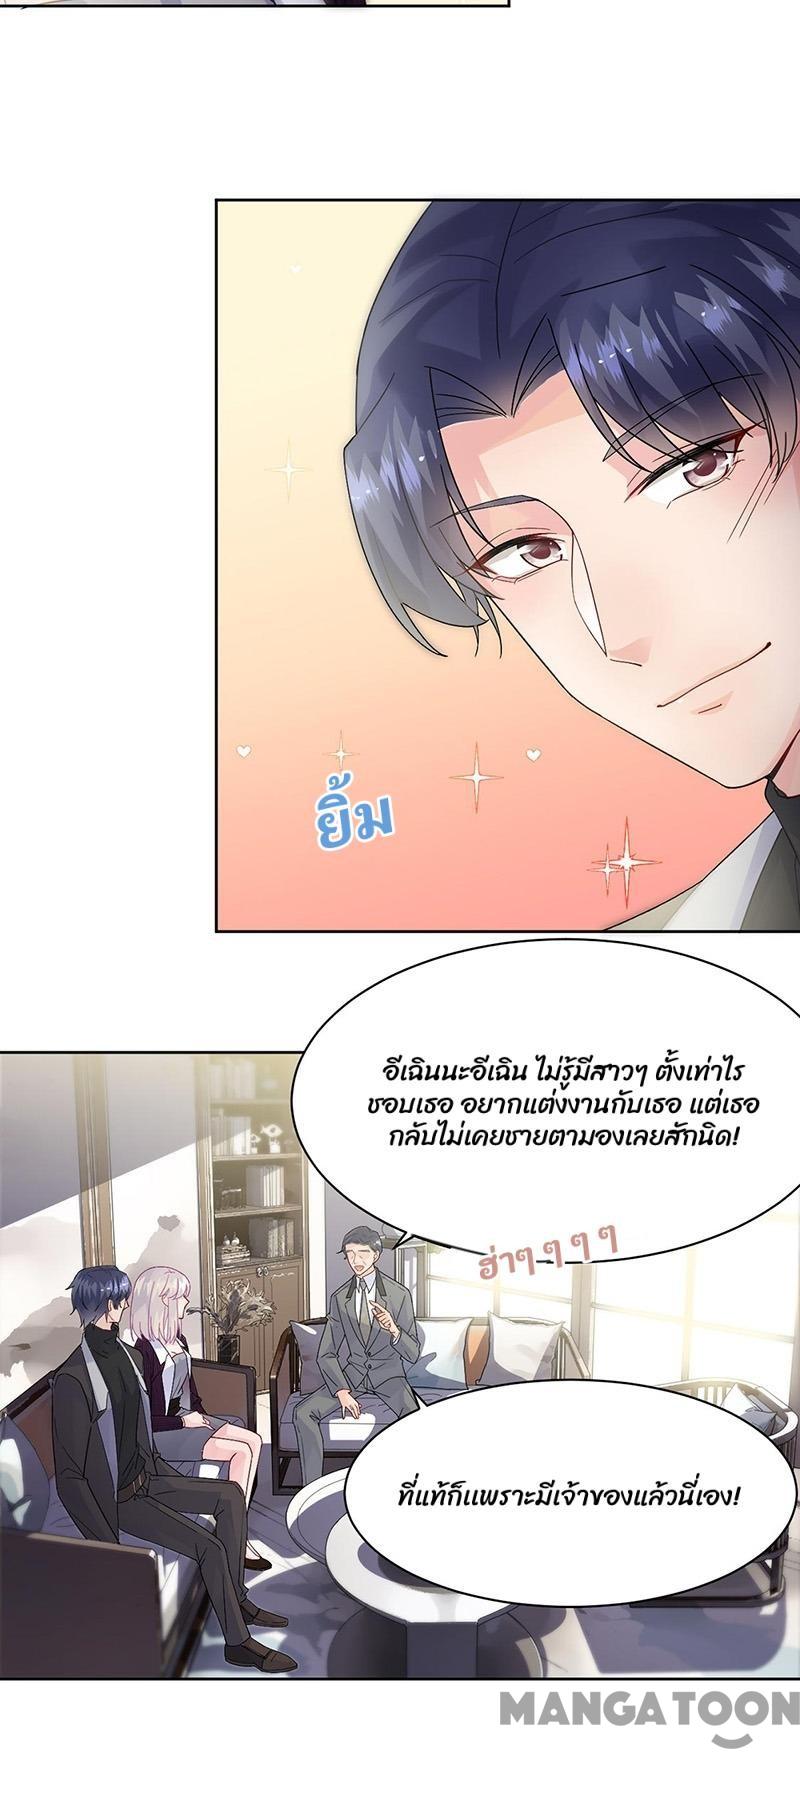 ยิ้ม
อีเฉินนะอีเฉิน ไม่รู้มีสาวๆ ตั้งเท่าไร
ชอบเธอ อยากแต่งงานกับเธอ แต่เธอ
กลับไม่เคยชายตามองเลยสักนิด!
ฮ่าๆๆๆๆ
ที่แท้ก็เพราะมีเจ้าของแล้วนี่เอง!
MANGATOON